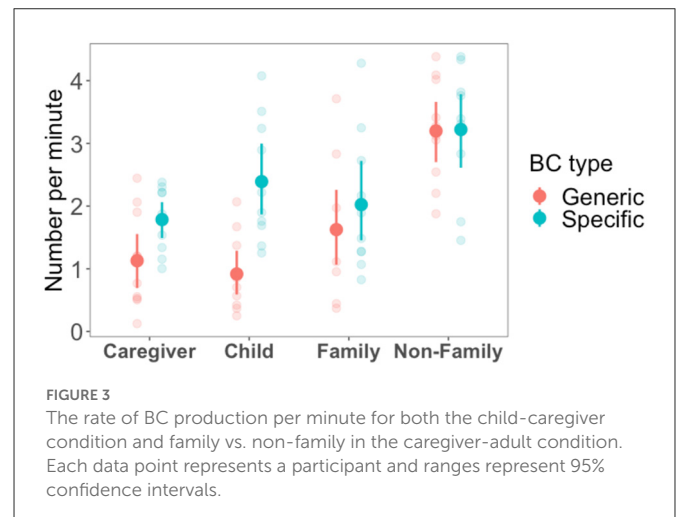 Number per minute
4
3
2
1
0
Caregiver Child Family Non-Family
BC type
Generic
Specific
FIGURE 3
The rate of BC production per minute for both the child-caregiver
condition and family vs. non-family in the caregiver-adult condition.
Each data point represents a participant and ranges represent 95%
confidence intervals.